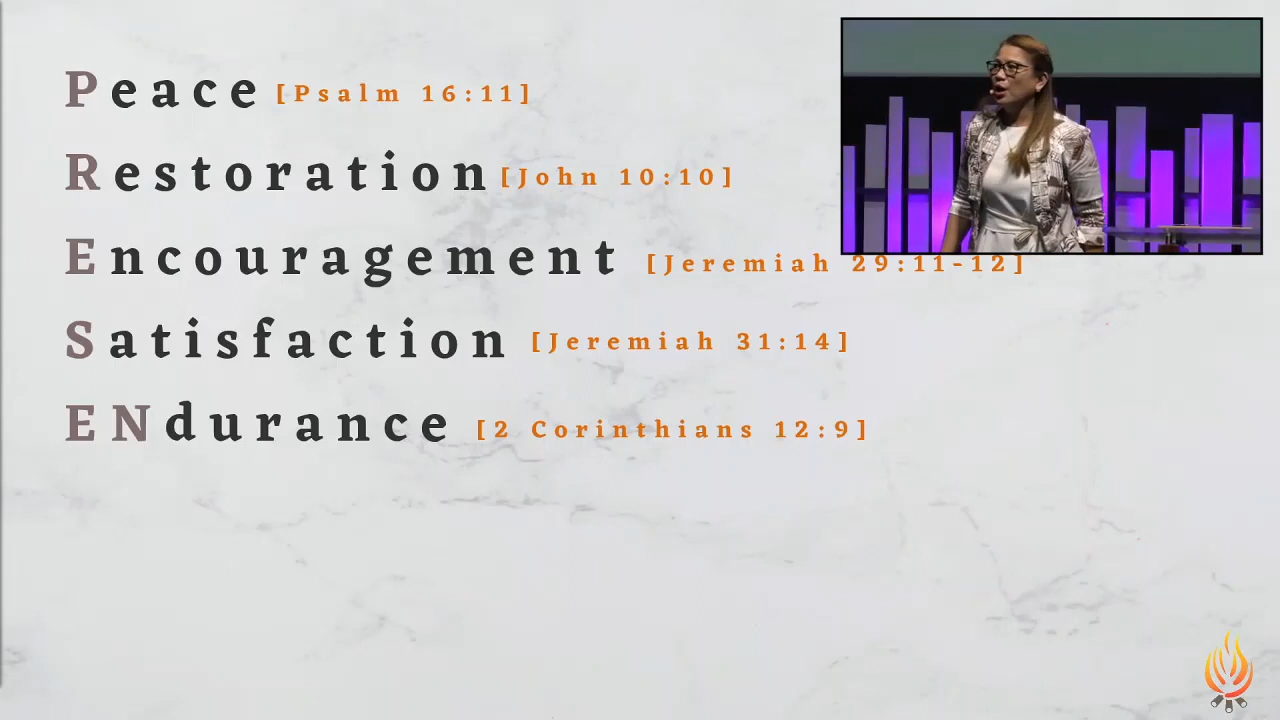 Peace [Psalm 16:11]
Restoration [John 10:10]
Encouragement [Jeremiah 29:11-12]
Satisfaction [Jeremiah 31:14]
ENdurance [2 Corinthians 12:9]